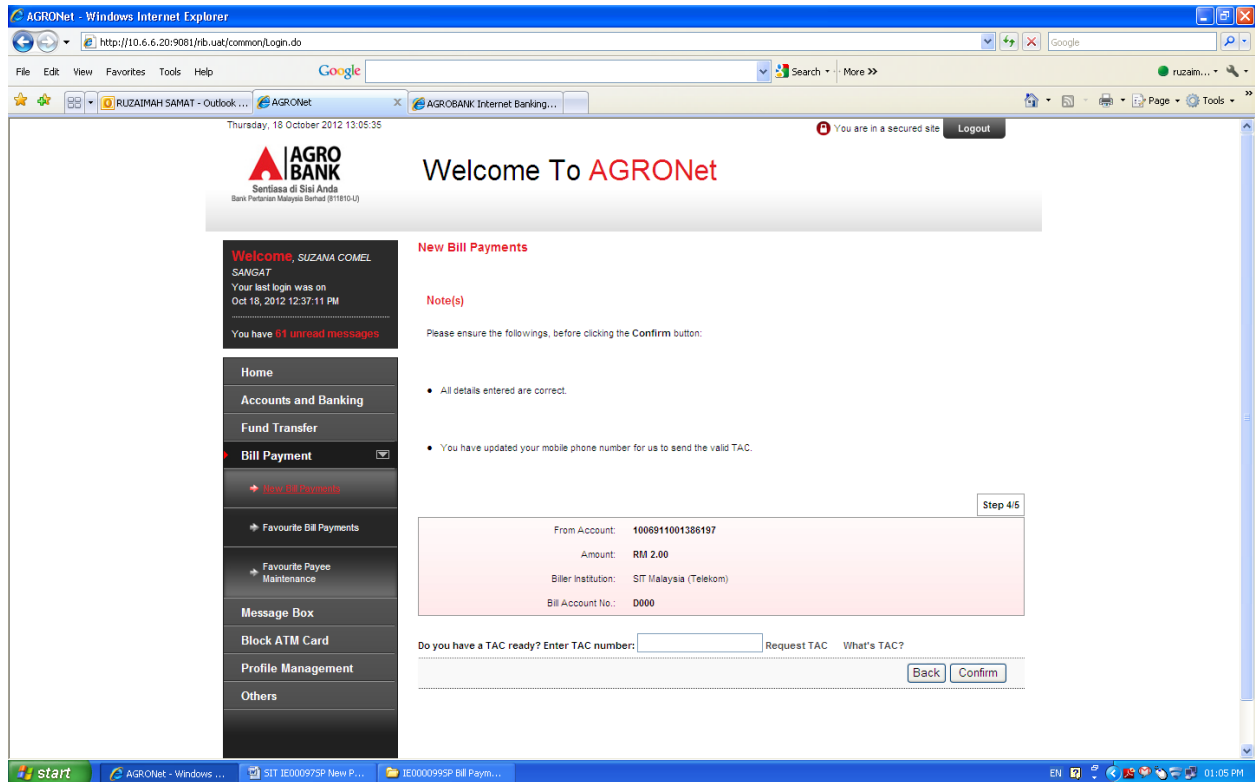 AGRONet - Windows Internet Explorer
http://10.6.6.20:9081/rib.uat/common/Login.do
Google
File Edit View Favorites Tools Help
Google
Search
More >>
ruzaim...
RUZAIMAH SAMAT - Outlook ...
AGRONet
X
AGROBANK Internet Banking...
Page
Tools
Thursday, 18 October 2012 13:05:35
You are in a secured site
Logout
AGRO
BANK
Sentiasa di Sisi Anda
Bank Pertanian Malaysia Berhad (811810-U)
Welcome To AGRONet
Welcome, SUZANA COMEL
SANGAT
Your last login was on
Oct 18, 2012 12:37:11 PM
You have 61 unread messages
Home
Accounts and Banking
Fund Transfer
Bill Payment
New Bill Payments
Favourite Bill Payments
Favourite Payee
Maintenance
Message Box
Block ATM Card
Profile Management
Others
New Bill Payments
Note(s)
Please ensure the followings, before clicking the Confirm button:
• All details entered are correct.
• You have updated your mobile phone number for us to send the valid TAC.
Step 4/5
From Account: 1006911001386197
Amount: RM 2.00
Biller Institution: SIT Malaysia (Telekom)
Bill Account No.: D000
Do you have a TAC ready? Enter TAC number: Request TAC What's TAC?
Back Confirm
start
AGRONet - Windows ...
SIT IE000097SP New P...
IE000099SP Bill Paym...
EN
01:05 PM